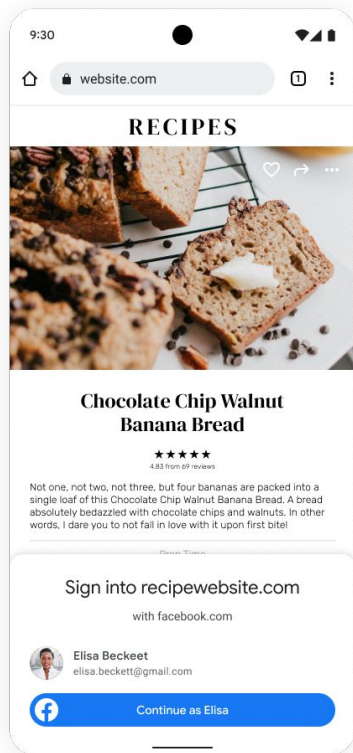 9:30
website.com
1
RECIPES
Chocolate Chip Walnut
Banana Bread
4.83 from 69 reviews
Not one, not two, not three, but four bananas are packed into a
single loaf of this Chocolate Chip Walnut Banana Bread. A bread
absolutely bedazzled with chocolate chips and walnuts. In other
words, I dare you to not fall in love with it upon first bite!
Prep Time
Sign into recipewebsite.com
with facebook.com
Elisa Beckeet
elisa.beckett@gmail.com
Continue as Elisa